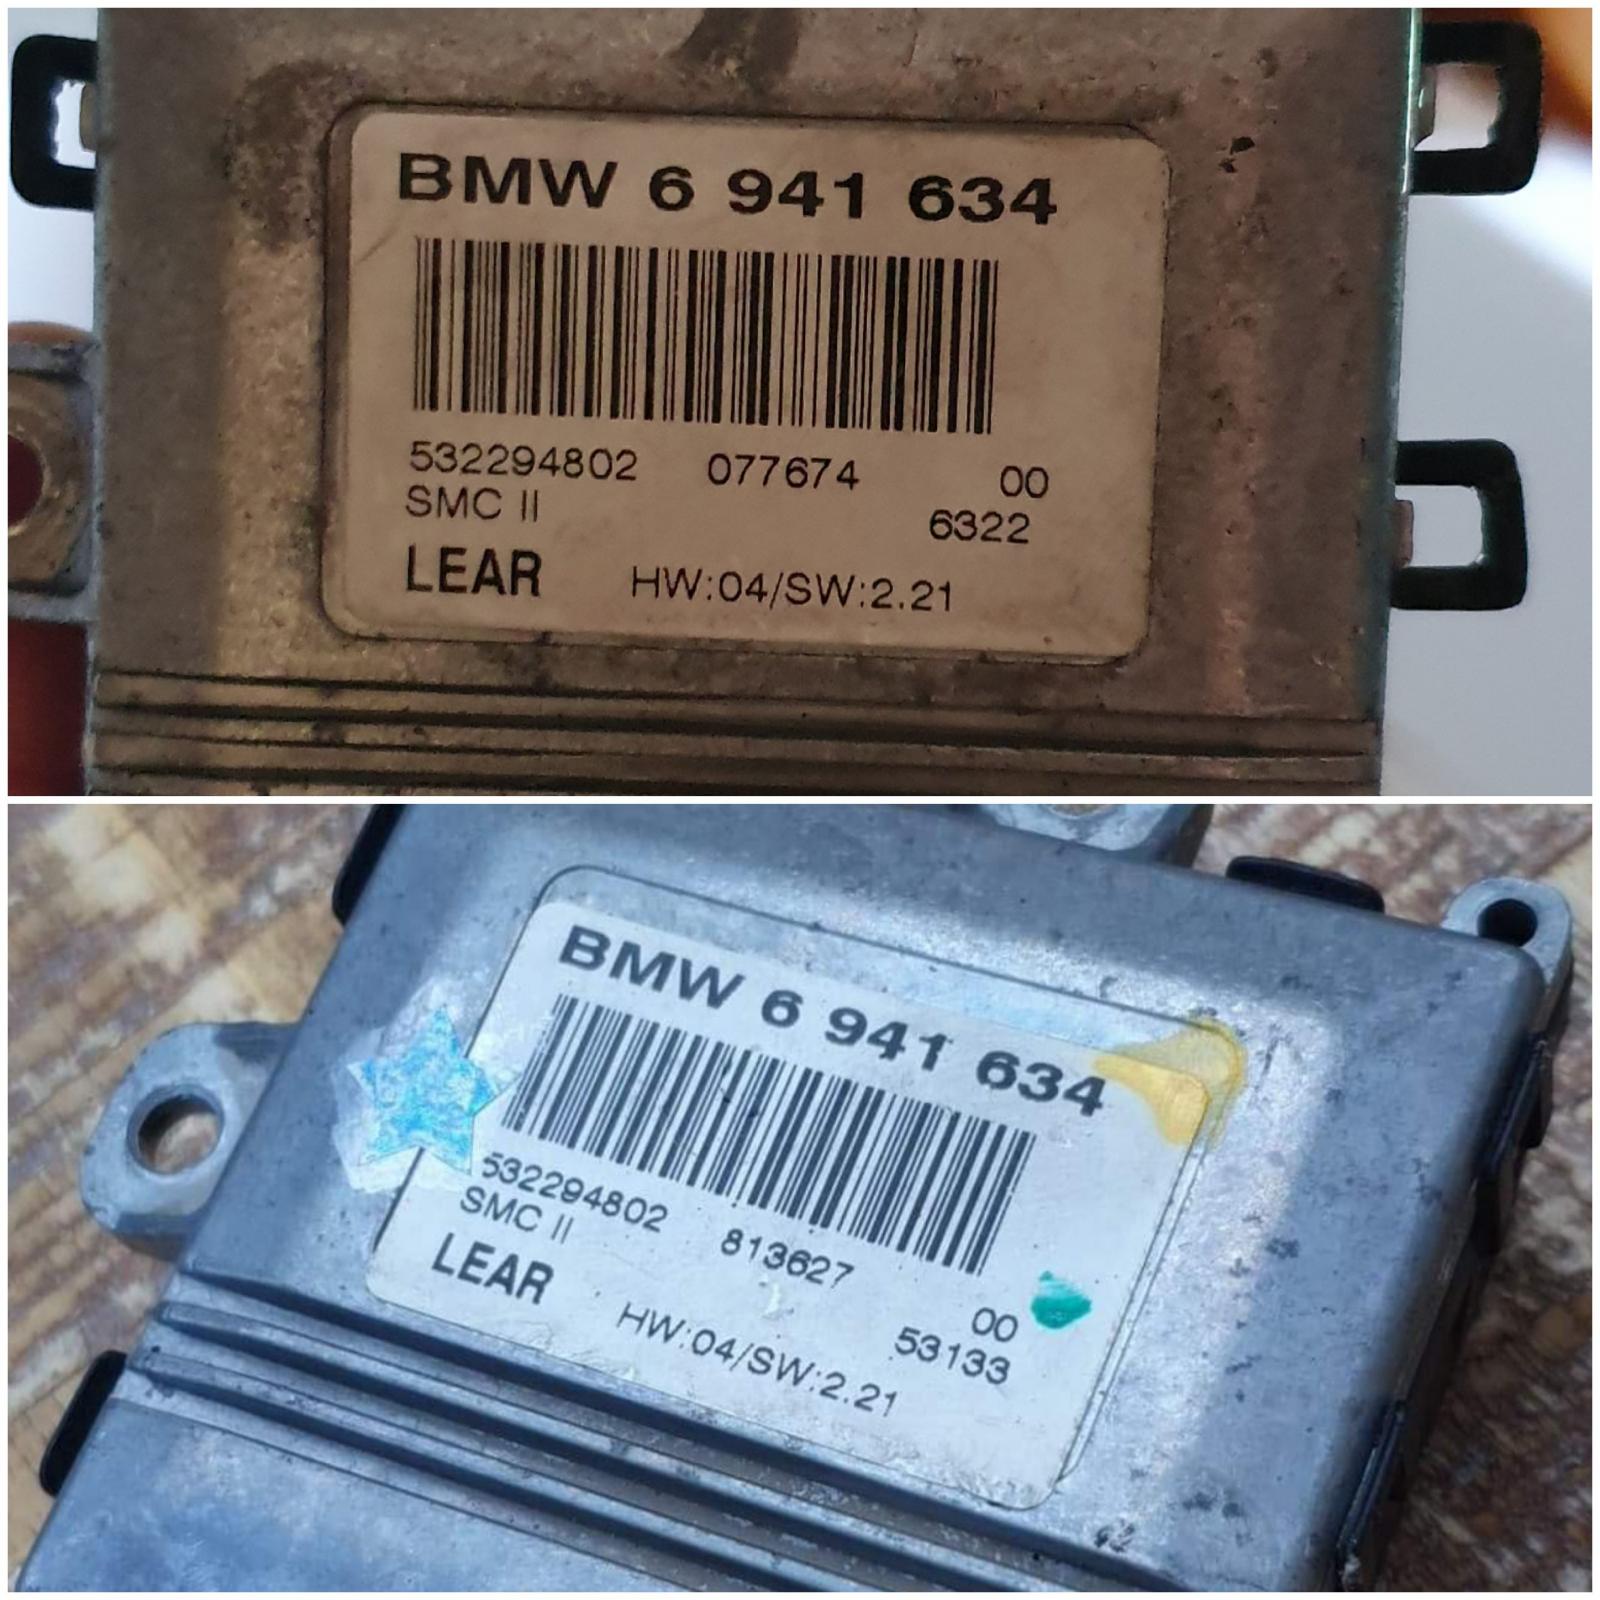 BMW 6 941 634
532294802 077674 00
SMC II 6322
LEAR HW:04/SW:2.21
BMW 6 941 634
532294802 813627 00
SMC II 53133
LEAR HW:04/SW:2.21